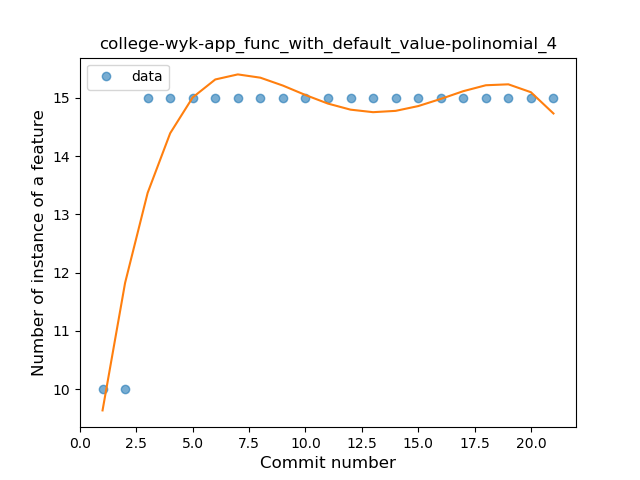 college-wyk-app_func_with_default_value-polinomial_4
data
Number of instance of a feature
15
14
13
12
11
10
0.0 2.5 5.0 7.5 10.0 12.5 15.0 17.5 20.0
Commit number